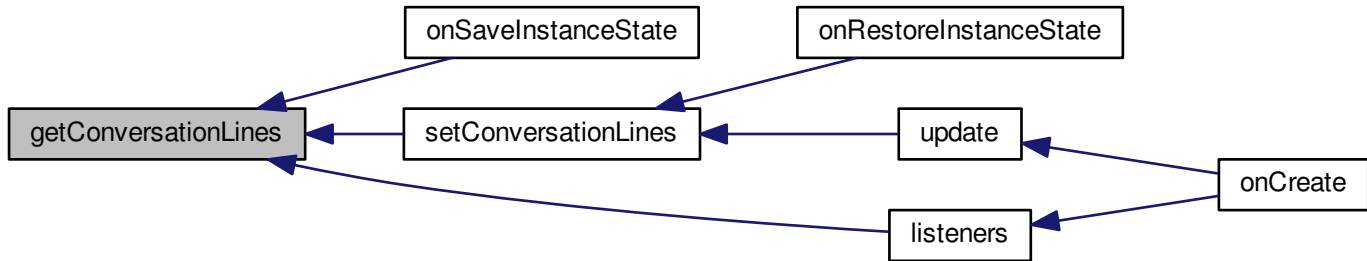 onSaveInstanceState
onRestoreInstanceState
getConversationLines
setConversationLines
update
onCreate
listeners